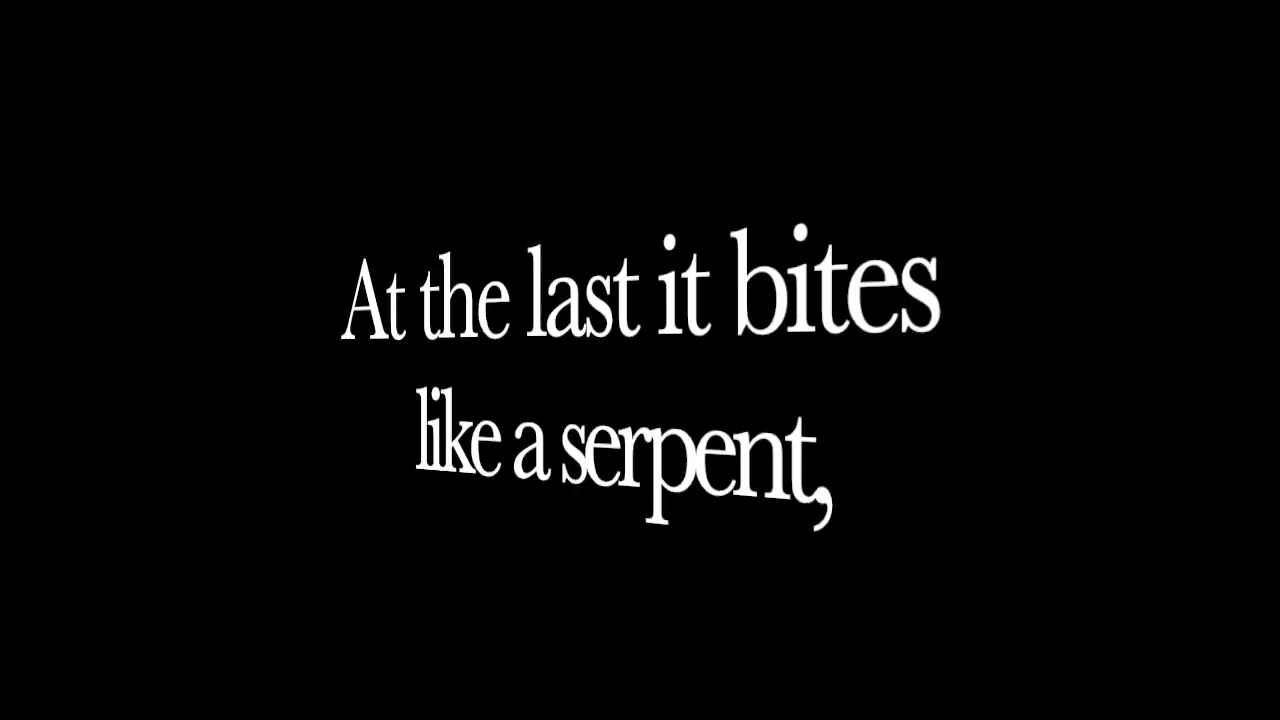 At the last it bites
like a serpent,